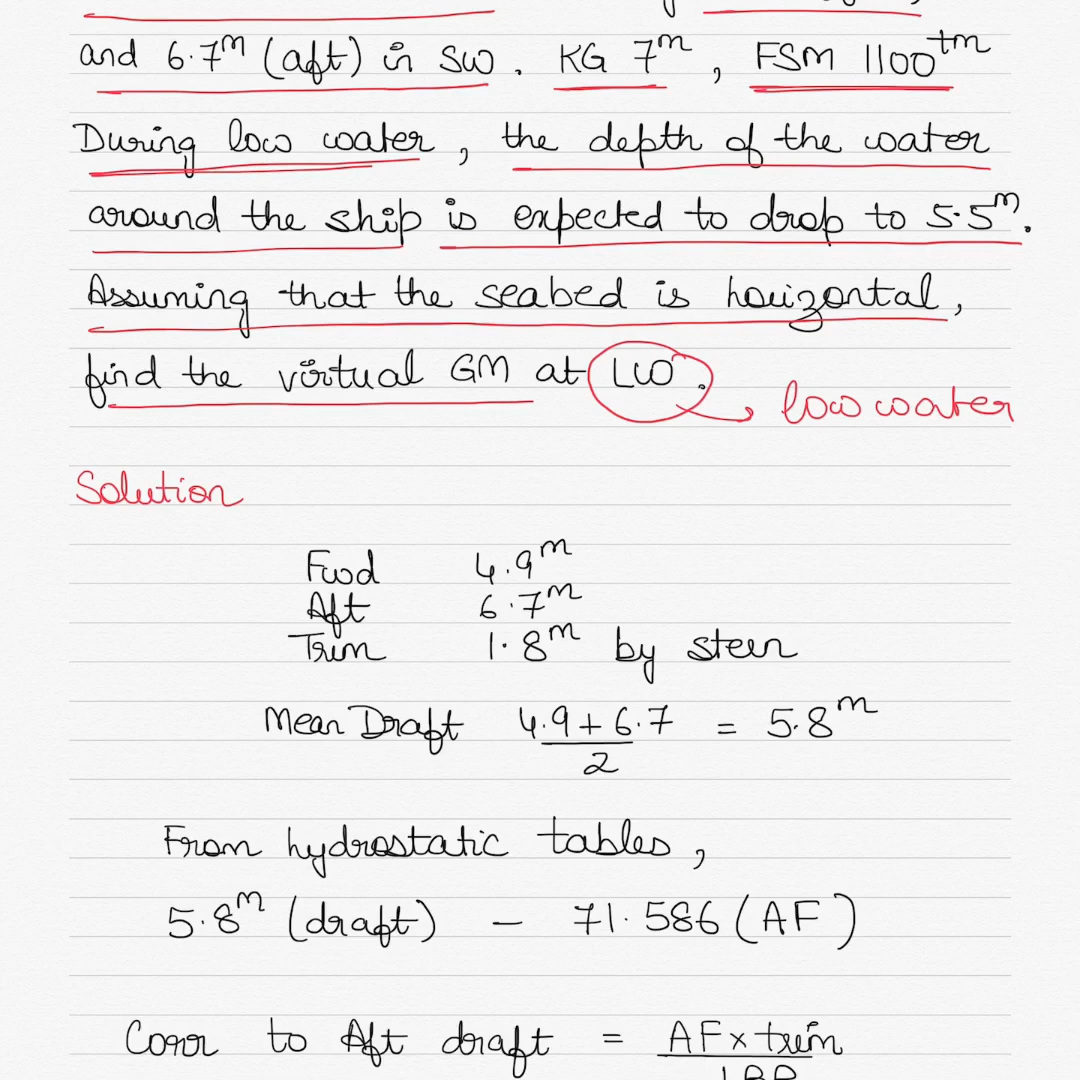 and 6.7ᵐ (aft) in SW. KG 7ᵐ, FSM 1100ᵗᵐ
During low water, the depth of the water
around the ship is expected to drop to 5.5ᵐ.
Assuming that the seabed is horizontal,
find the virtual GM at LW.
low water
Solution
Fwd 4.9ᵐ
Aft 6.7ᵐ
Trim 1.8ᵐ by stern
Mean Draft 4.9+6.7 = 5.8ᵐ
2
From hydrostatic tables,
5.8ᵐ (draft) – 71.586 (AF)
Corr to Aft draft = AF x trim
LBP